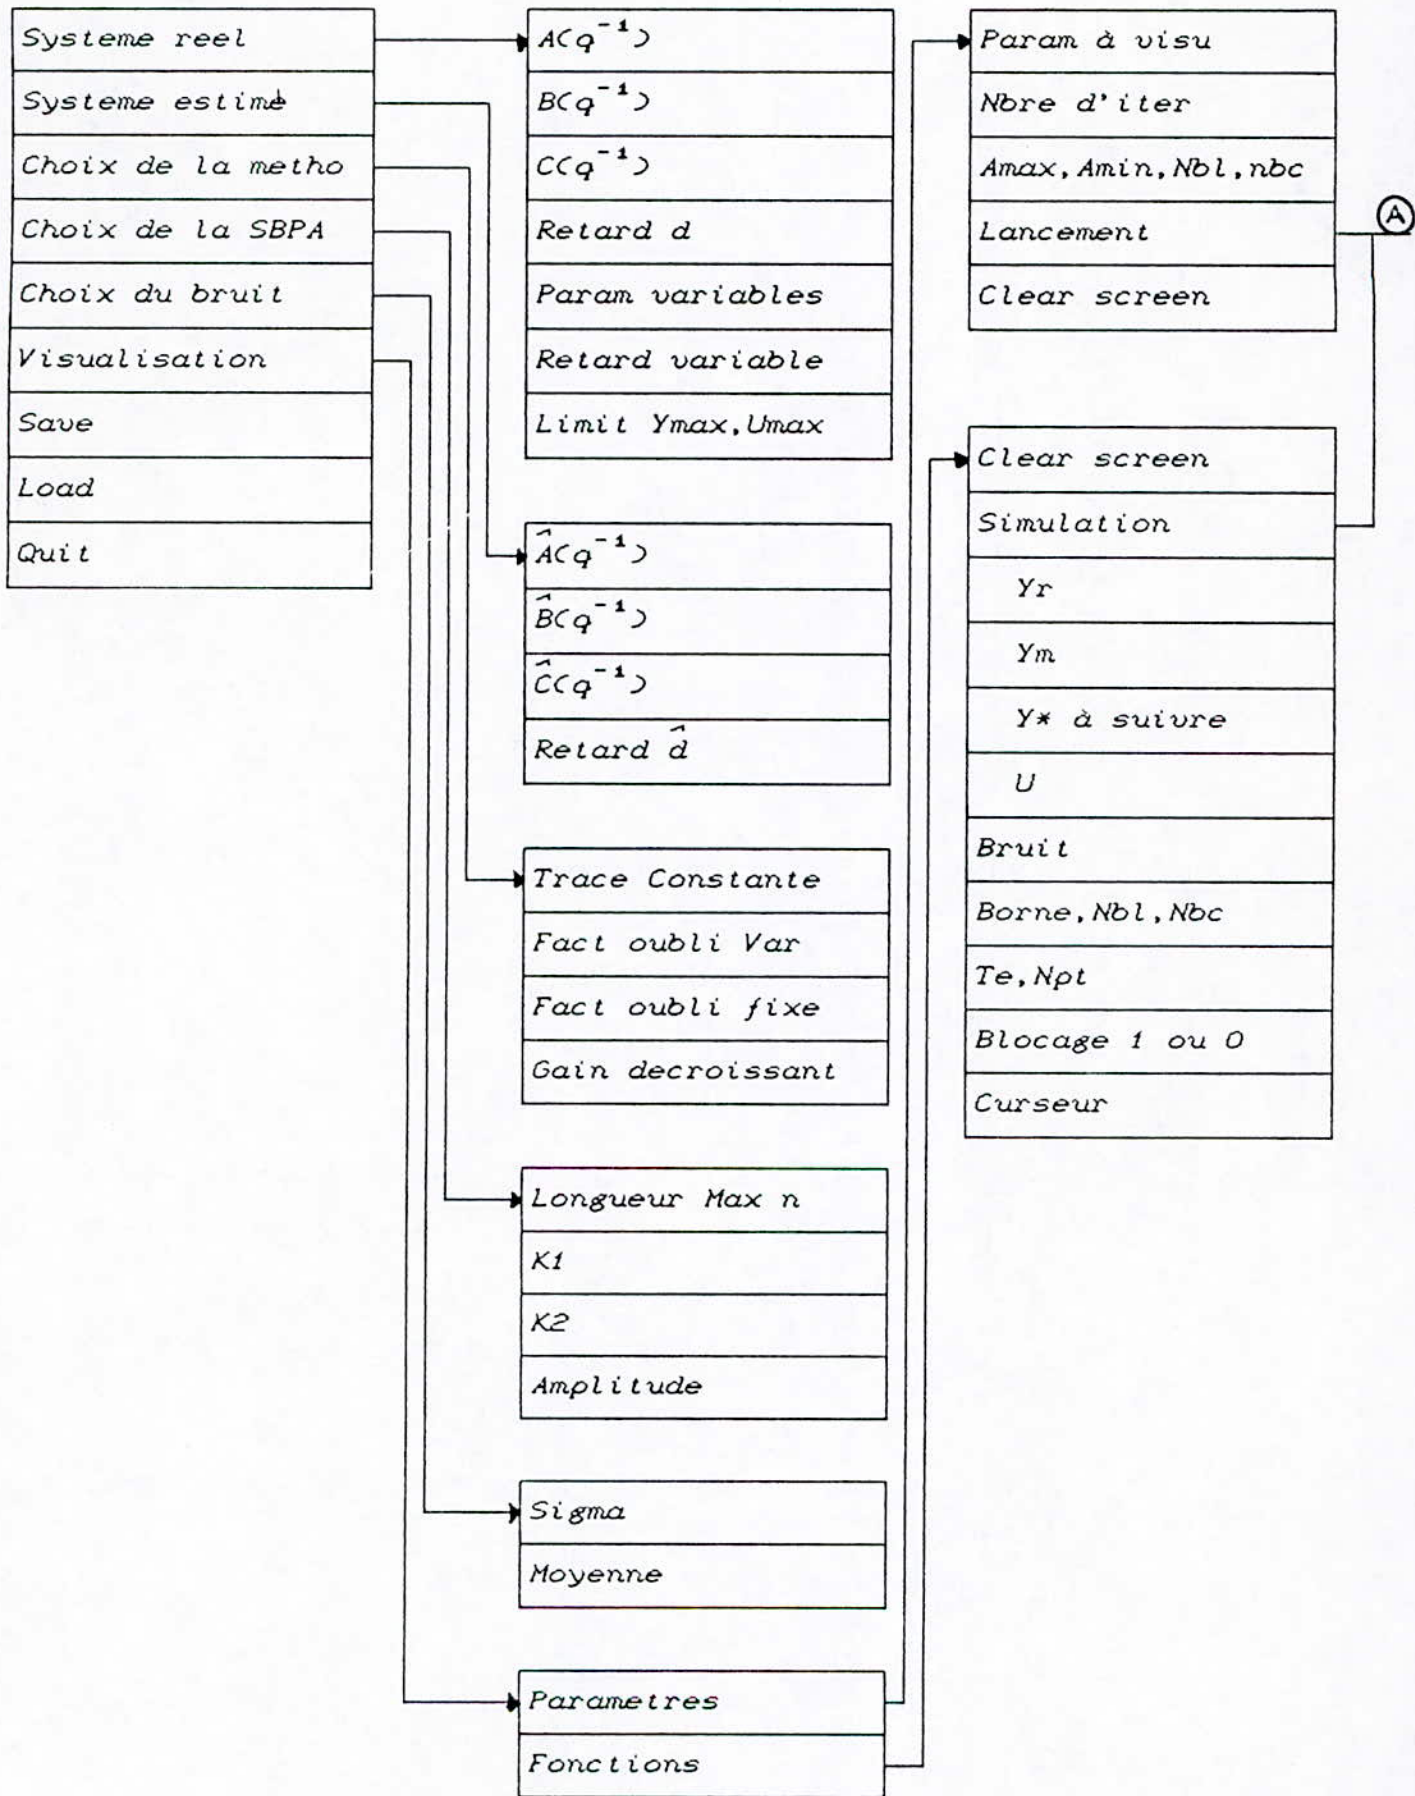 Systeme reel
Systeme estimè
Choix de la metho
Choix de la SBPA
Choix du bruit
Visualisation
Save
Load
Quit
A(q⁻¹)
B(q⁻¹)
C(q⁻¹)
Retard d
Param variables
Retard variable
Limit Ymax,Umax
Â(q⁻¹)
B̂(q⁻¹)
Ĉ(q⁻¹)
Retard d̂
Trace Constante
Fact oubli Var
Fact oubli fixe
Gain decroissant
Longueur Max n
K1
K2
Amplitude
Sigma
Moyenne
Parametres
Fonctions
Param à visu
Nbre d'iter
Amax,Amin,Nbl,nbc
Lancement
Clear screen
A
Clear screen
Simulation
Yr
Ym
Y* à suivre
U
Bruit
Borne,Nbl,Nbc
Te,Npt
Blocage 1 ou 0
Curseur